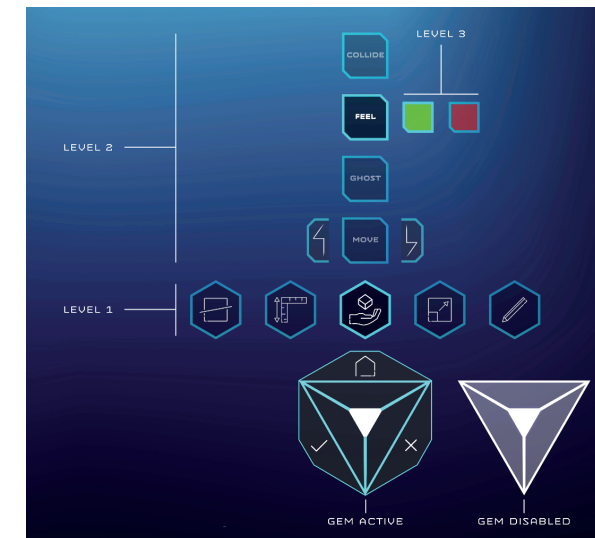 LEVEL 3
COLLIDE
FEEL
LEVEL 2
GHOST
MOVE
LEVEL 1
GEM ACTIVE
GEM DISABLED